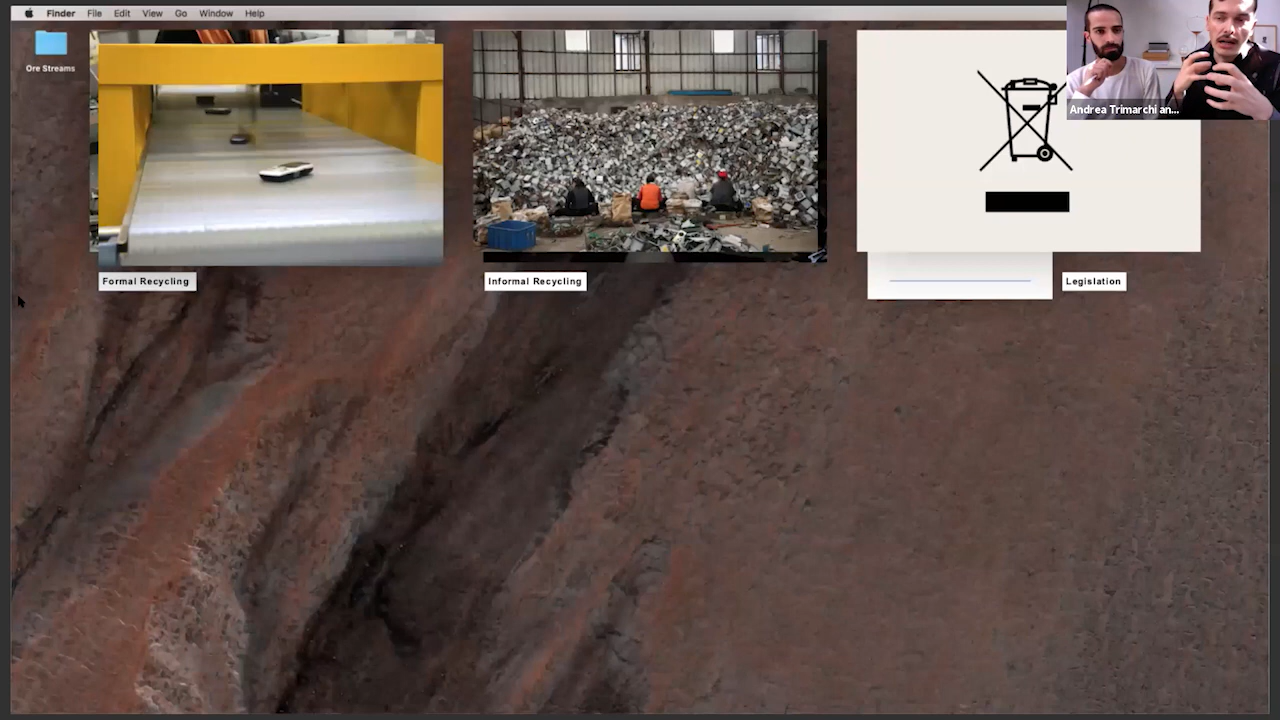 Finder File Edit View Go Window Help
Ore Streams
Andrea Trimarchi an...
Formal Recycling
Informal Recycling
Legislation